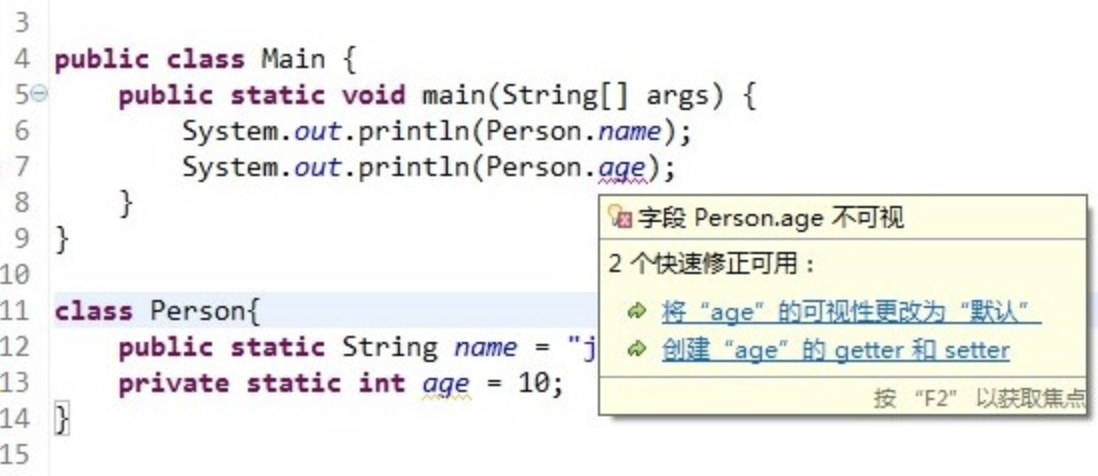 3
4 public class Main {
5 public static void main(String[] args) {
6 System.out.println(Person.name);
7 System.out.println(Person.age);
8 }
9 }
10
11 class Person{
12 public static String name = "j
13 private static int age = 10;
14 }
15
字段 Person.age 不可视
2 个快速修正可用：
将“age”的可视性更改为“默认”
创建“age”的 getter 和 setter
按 “F2” 以获取焦点